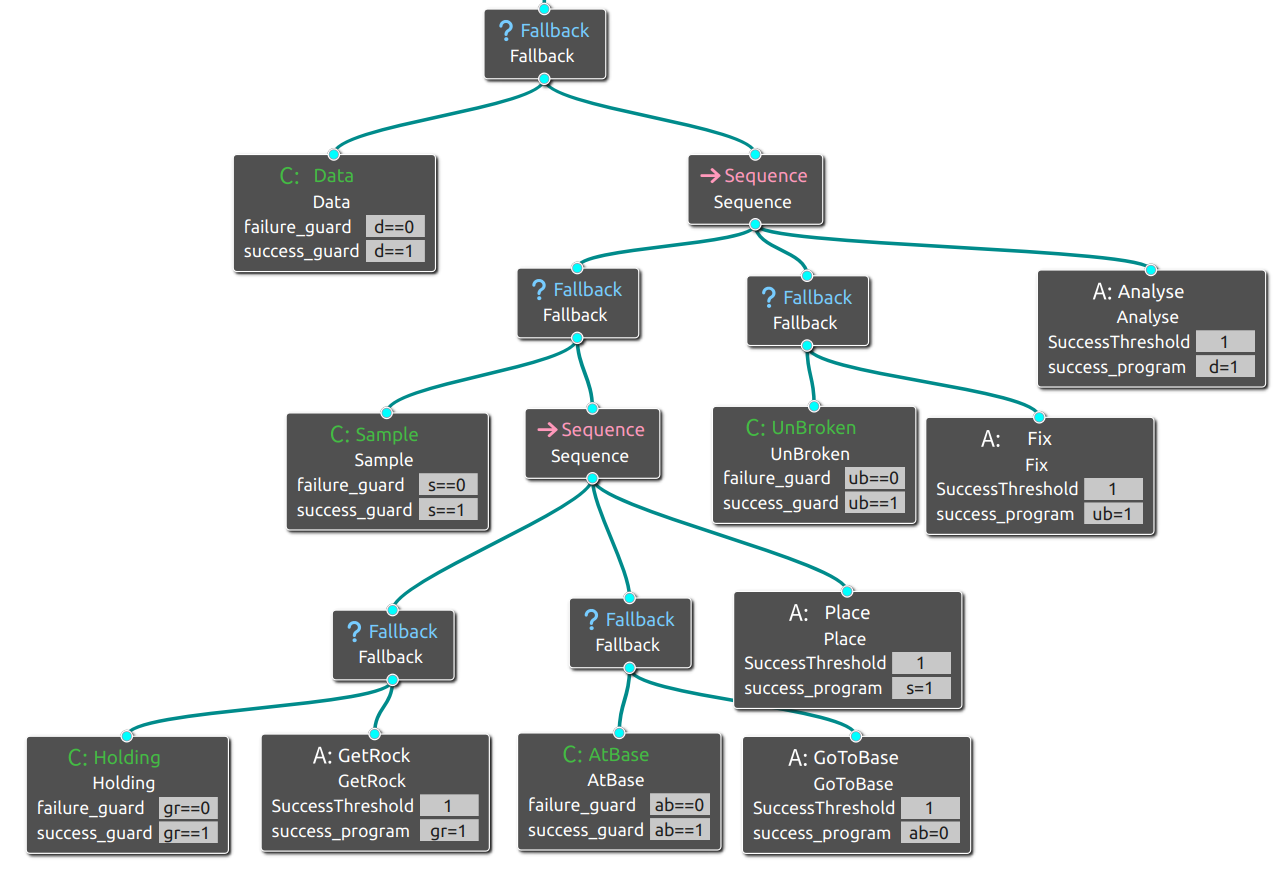 ? Fallback
Fallback
C: Data
Data
failure_guard d==0
success_guard d==1
→ Sequence
Sequence
? Fallback
Fallback
? Fallback
Fallback
A: Analyse
Analyse
SuccessThreshold 1
success_program d=1
C: Sample
Sample
failure_guard s==0
success_guard s==1
→ Sequence
Sequence
C: UnBroken
UnBroken
failure_guard ub==0
success_guard ub==1
A: Fix
Fix
SuccessThreshold 1
success_program ub=1
? Fallback
Fallback
? Fallback
Fallback
A: Place
Place
SuccessThreshold 1
success_program s=1
C: Holding
Holding
failure_guard gr==0
success_guard gr==1
A: GetRock
GetRock
SuccessThreshold 1
success_program gr=1
C: AtBase
AtBase
failure_guard ab==0
success_guard ab==1
A: GoToBase
GoToBase
SuccessThreshold 1
success_program ab=0